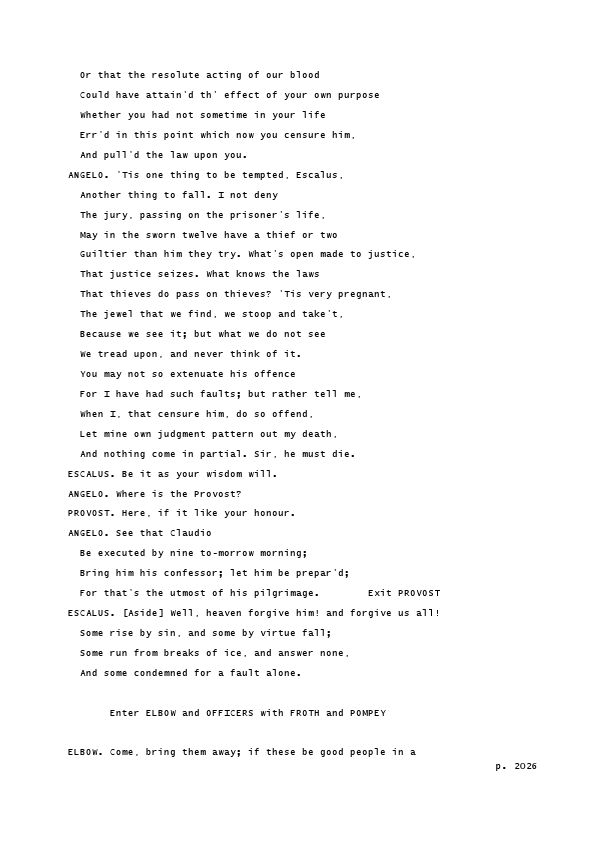 Or that the resolute acting of our blood
Could have attain'd th' effect of your own purpose
Whether you had not sometime in your life
Err'd in this point which now you censure him,
And pull'd the law upon you.
ANGELO. 'Tis one thing to be tempted, Escalus,
Another thing to fall. I not deny
The jury, passing on the prisoner's life,
May in the sworn twelve have a thief or two
Guiltier than him they try. What's open made to justice,
That justice seizes. What knows the laws
That thieves do pass on thieves? 'Tis very pregnant,
The jewel that we find, we stoop and take't,
Because we see it; but what we do not see
We tread upon, and never think of it.
You may not so extenuate his offence
For I have had such faults; but rather tell me,
When I, that censure him, do so offend,
Let mine own judgment pattern out my death,
And nothing come in partial. Sir, he must die.
ESCALUS. Be it as your wisdom will.
ANGELO. Where is the Provost?
PROVOST. Here, if it like your honour.
ANGELO. See that Claudio
Be executed by nine to-morrow morning;
Bring him his confessor; let him be prepar'd;
For that's the utmost of his pilgrimage. Exit PROVOST
ESCALUS. [Aside] Well, heaven forgive him! and forgive us all!
Some rise by sin, and some by virtue fall;
Some run from breaks of ice, and answer none,
And some condemned for a fault alone.
Enter ELBOW and OFFICERS with FROTH and POMPEY
ELBOW. Come, bring them away; if these be good people in a
p. 2026